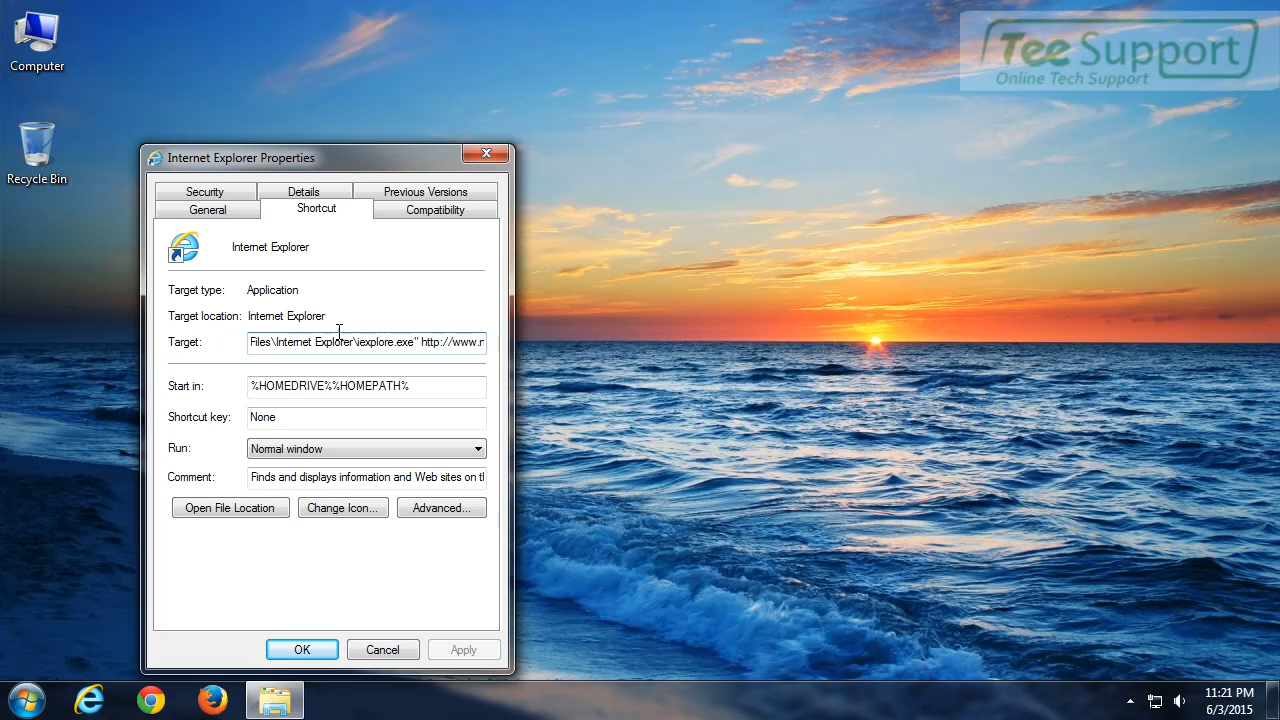 Computer
Recycle Bin
Tee Support
Online Tech Support
Internet Explorer Properties
Security Details Previous Versions
General Shortcut Compatibility
Internet Explorer
Target type: Application
Target location: Internet Explorer
Target: Files\Internet Explorer\iexplore.exe" http://www.
Start in: %HOMEDRIVE%%HOMEPATH%
Shortcut key: None
Run: Normal window
Comment: Finds and displays information and Web sites on
Open File Location Change Icon... Advanced...
OK Cancel Apply
11:21 PM
6/3/2015